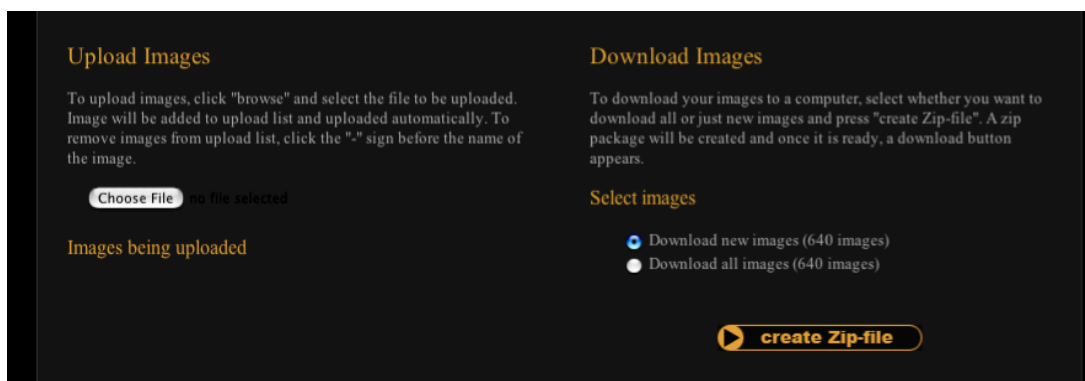 Upload Images
To upload images, click "browse" and select the file to be uploaded.
Image will be added to upload list and uploaded automatically. To
remove images from upload list, click the "-" sign before the name of
the image.
Choose File no file selected
Images being uploaded
Download Images
To download your images to a computer, select whether you want to
download all or just new images and press "create Zip-file". A zip
package will be created and once it is ready, a download button
appears.
Select images
Download new images (640 images)
Download all images (640 images)
create Zip-file